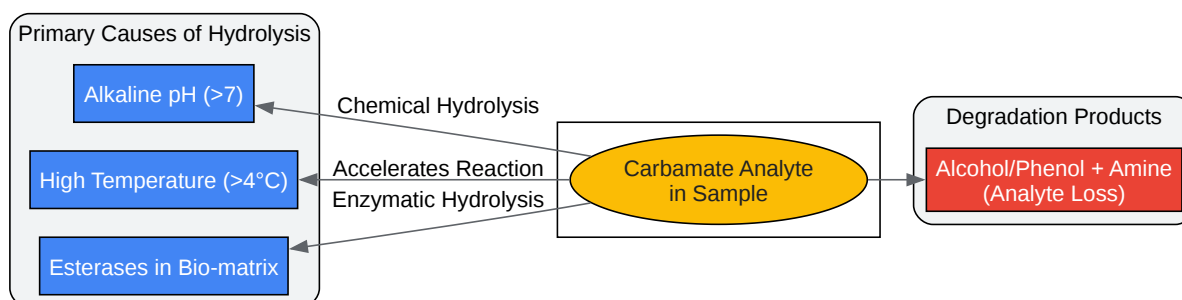 Primary Causes of Hydrolysis
Alkaline pH (>7)
High Temperature (>4°C)
Esterases in Bio-matrix
Chemical Hydrolysis
Accelerates Reaction
Enzymatic Hydrolysis
Carbamate Analyte
in Sample
Degradation Products
Alcohol/Phenol + Amine
(Analyte Loss)